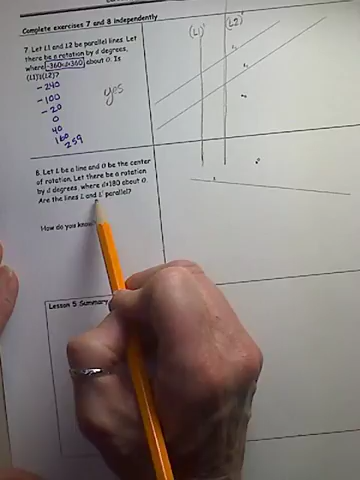 Complete exercises 7 and 8 independently
7. Let L1 and L2 be parallel lines. Let
there be a rotation by d degrees,
where -360<d<360 about O. Is
(L1)'||(L2)'?
-240
-100
-20
0
40
160
259
yes
(L1)'
(L2)'
8. Let L be a line and O be the center
of rotation. Let there be a rotation
by d degrees, where d≠180 about O.
Are the lines L and L' parallel?
How do you know?
Lesson 5 Summary